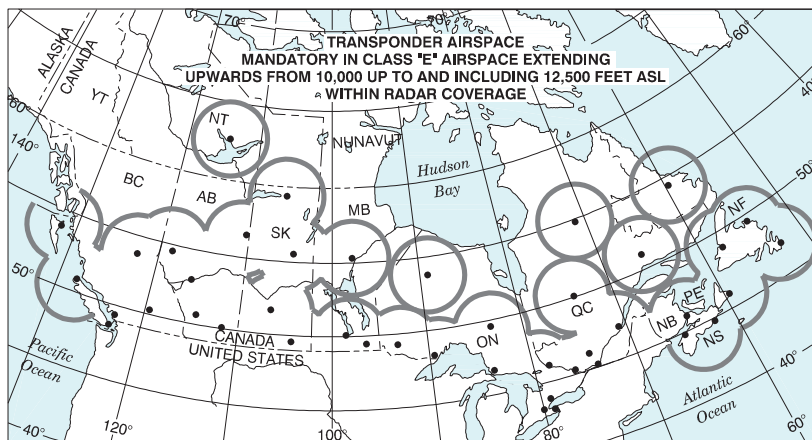 70°
70°
TRANSPONDER AIRSPACE
MANDATORY IN CLASS "E" AIRSPACE EXTENDING
UPWARDS FROM 10,000 UP TO AND INCLUDING 12,500 FEET ASL
WITHIN RADAR COVERAGE
60°
ALASKA
CANADA
YT
60°
NT
NUNAVUT
140°
Hudson
Bay
50°
BC
AB
MB
SK
NF
50°
QC
PE
NB
NS
ON
CANADA
UNITED STATES
Pacific
Ocean
40°
Atlantic
Ocean
40°
120°
100°
80°
60°